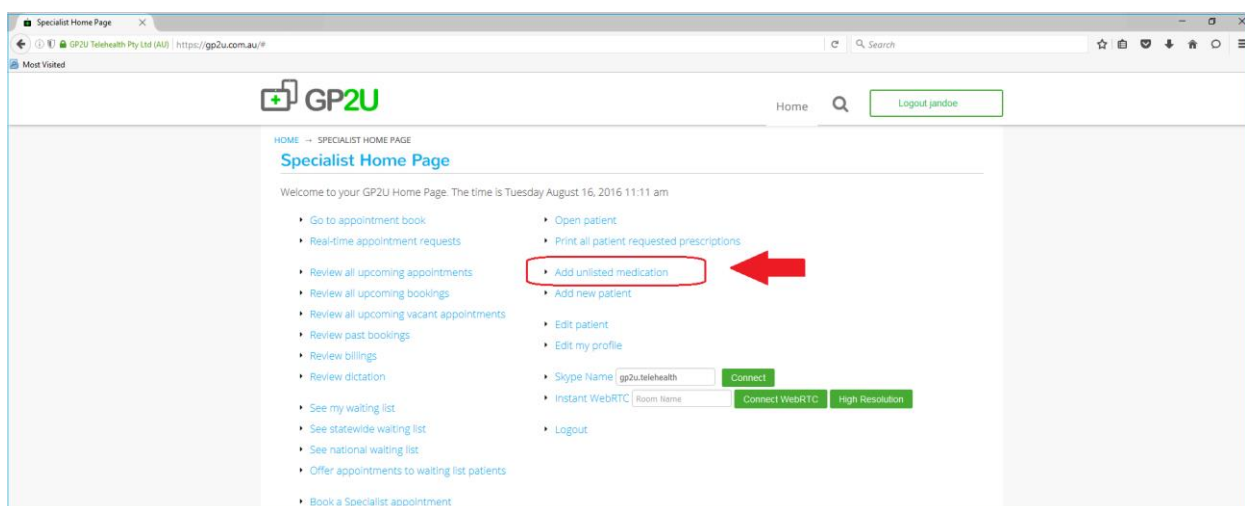 Specialist Home Page
GP2U Telehealth Pty Ltd (AU) https://gp2u.com.au/#
Search
Most Visited
GP2U
Home
Logout jandoe
HOME → SPECIALIST HOME PAGE
Specialist Home Page
Welcome to your GP2U Home Page. The time is Tuesday August 16, 2016 11:11 am
Go to appointment book
Real-time appointment requests
Review all upcoming appointments
Review all upcoming bookings
Review all upcoming vacant appointments
Review past bookings
Review billings
Review dictation
See my waiting list
See statewide waiting list
See national waiting list
Offer appointments to waiting list patients
Book a Specialist appointment
Open patient
Print all patient requested prescriptions
Add unlisted medication
Add new patient
Edit patient
Edit my profile
Skype Name gp2u.telehealth Connect
Instant WebRTC Room Name Connect WebRTC High Resolution
Logout